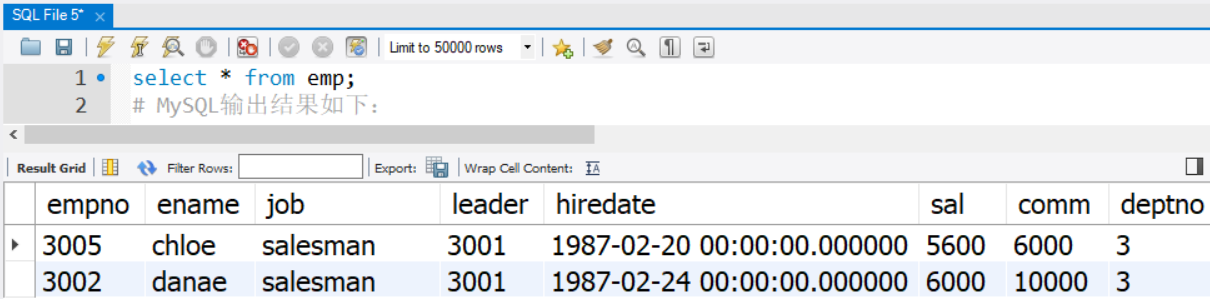 SQL File 5*
Limit to 50000 rows
1 select * from emp;
2 # MySQL输出结果如下：
Result Grid Filter Rows: Export: Wrap Cell Content: IA
empno ename job leader hiredate sal comm deptno
3005 chloe salesman 3001 1987-02-20 00:00:00.000000 5600 6000 3
3002 danae salesman 3001 1987-02-24 00:00:00.000000 6000 10000 3